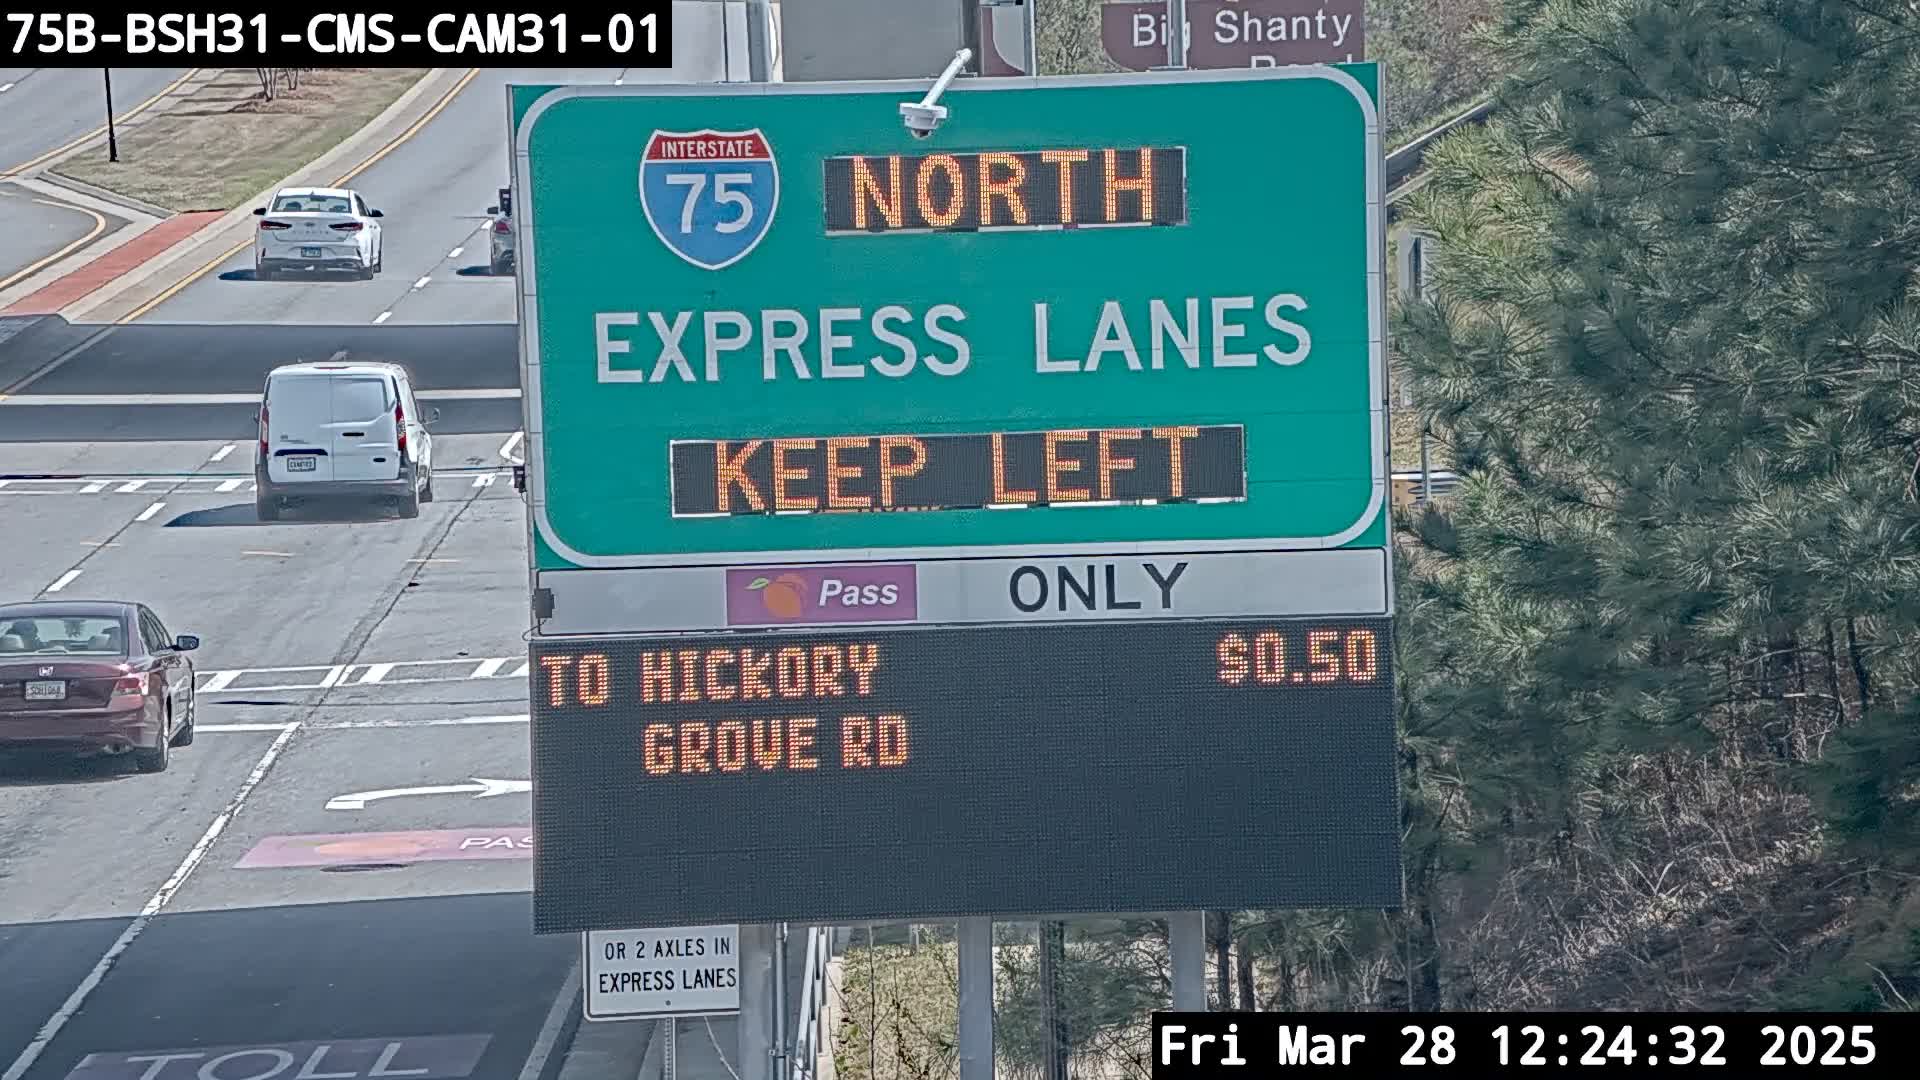 75B-BSH31-CMS-CAM31-01
Big Shanty
INTERSTATE
75
NORTH
EXPRESS LANES
KEEP LEFT
Pass ONLY
TO HICKORY $0.50
GROVE RD
PAS
OR 2 AXLES IN
EXPRESS LANES
TOLL
Fri Mar 28 12:24:32 2025